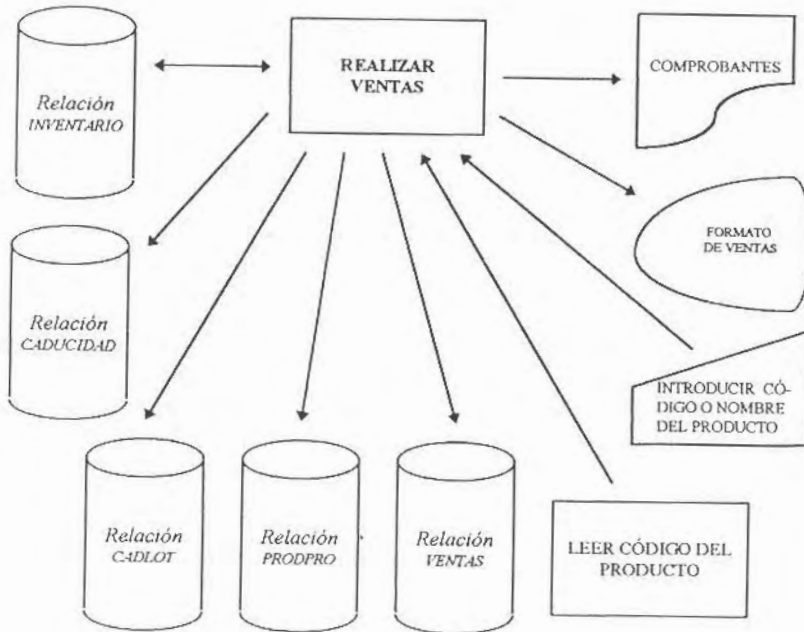 Relación
INVENTARIO
REALIZAR
VENTAS
COMPROBANTES
FORMATO
DE VENTAS
Relación
CADUCIDAD
INTRODUCIR CÓ-
DIGO O NOMBRE
DEL PRODUCTO
Relación
CADLOT
Relación
PRODPRO
Relación
VENTAS
LEER CÓDIGO DEL
PRODUCTO